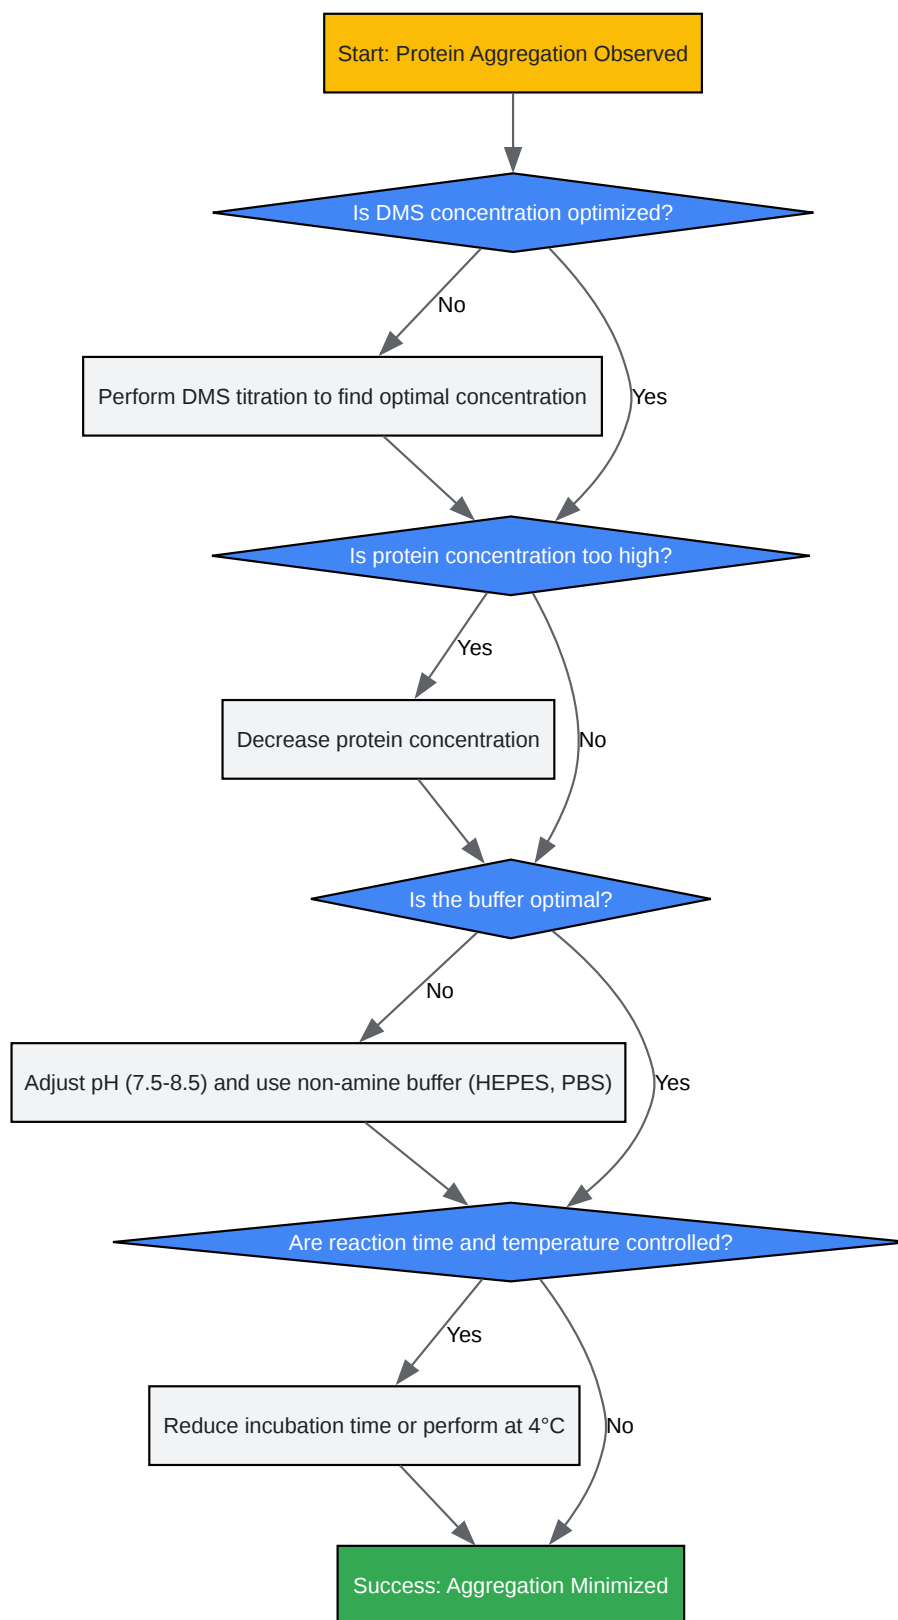 Start: Protein Aggregation Observed
Is DMS concentration optimized?
No
Perform DMS titration to find optimal concentration
Yes
Is protein concentration too high?
Yes
Decrease protein concentration
No
Is the buffer optimal?
No
Adjust pH (7.5-8.5) and use non-amine buffer (HEPES, PBS)
Yes
Are reaction time and temperature controlled?
Yes
Reduce incubation time or perform at 4°C
No
Success: Aggregation Minimized